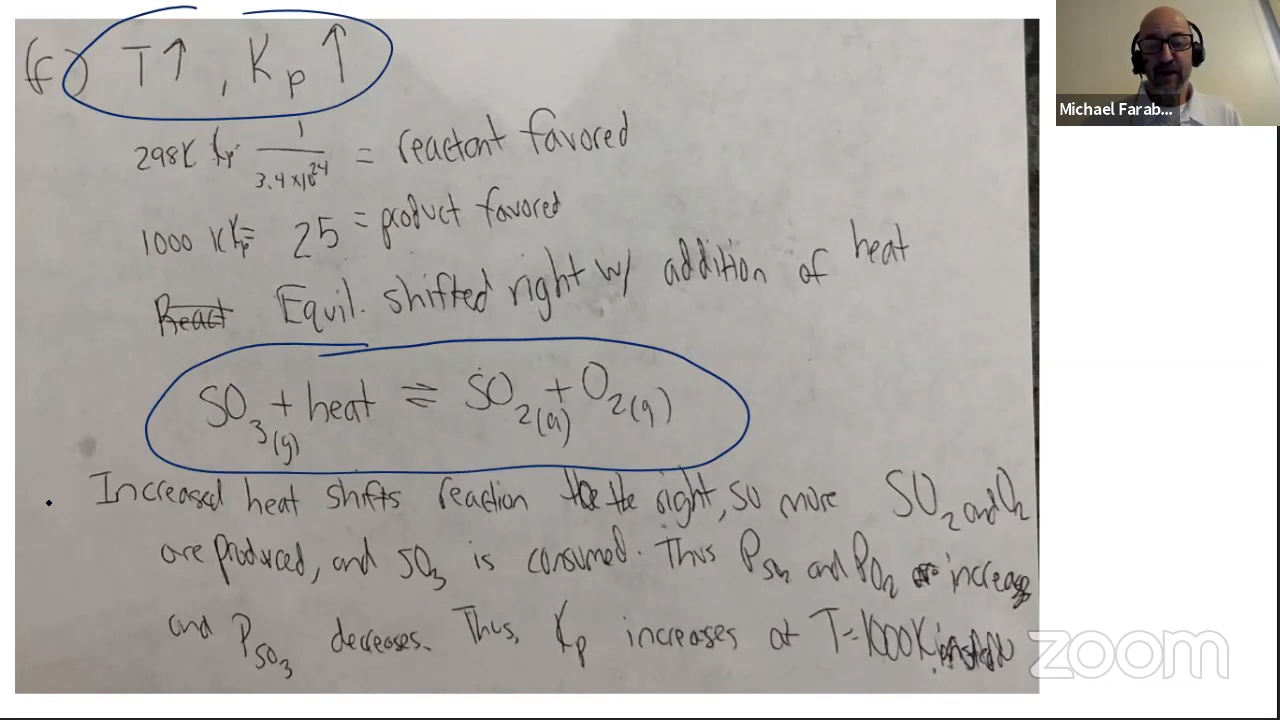 (f) T↑, Kp↑
298K Kp 1/3.4×10^24 = reactant favored
1000 K Kp= 25 = product favored
React Equil. shifted right w/ addition of heat
SO3(g) + heat ⇌ SO2(g) + O2(g)
Increased heat shifts reaction the right, so more SO2 and O2
are produced, and SO3 is consumed. Thus PSO2 and PO2 increase
and PSO3 decreases. Thus, Kp increases at T=1000K
Michael Farab...
zoom